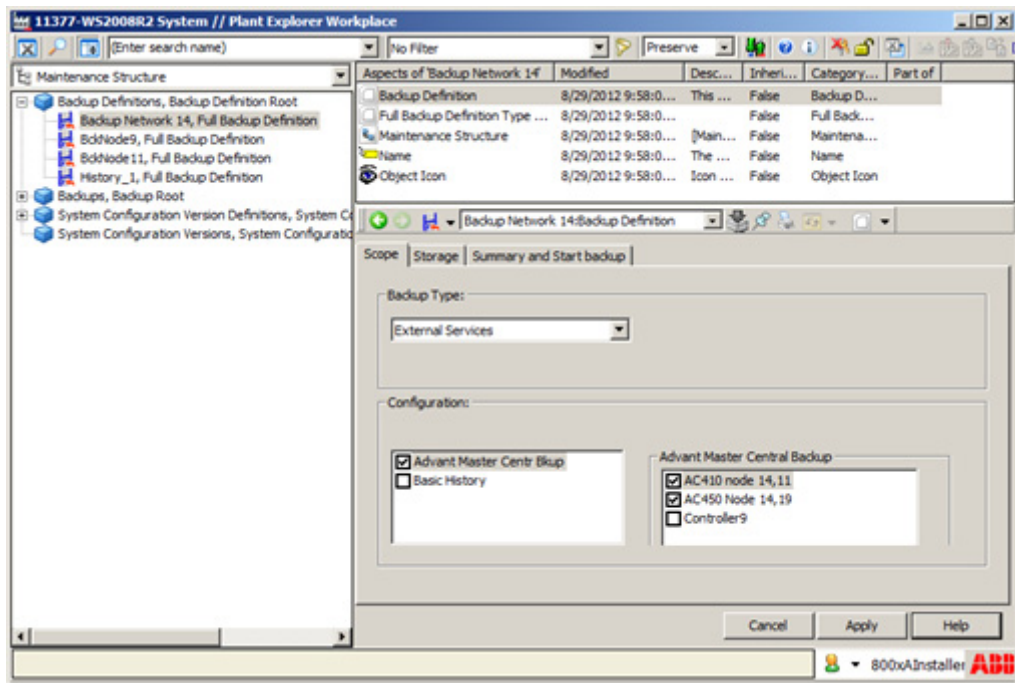 11377-WS2008R2 System // Plant Explorer Workplace
(Enter search name) No Filter Preserve
Maintenance Structure
Backup Definitions, Backup Definition Root
Backup Network 14, Full Backup Definition
BckNode9, Full Backup Definition
BckNode11, Full Backup Definition
History_1, Full Backup Definition
Backups, Backup Root
System Configuration Version Definitions, System Co
System Configuration Versions, System Configuratio
Aspects of 'Backup Network 14' Modified Desc... Inheri... Category... Part of
Backup Definition 8/29/2012 9:58:0... This ... False Backup D...
Full Backup Definition Type ... 8/29/2012 9:58:0... False Full Back...
Maintenance Structure 8/29/2012 9:58:0... [Main... False Maintena...
Name 8/29/2012 9:58:0... The ... False Name
Object Icon 8/29/2012 9:58:0... Icon ... False Object Icon
Backup Network 14:Backup Definition
Scope Storage Summary and Start backup
Backup Type:
External Services
Configuration:
Advant Master Centr Bkup
Basic History
Advant Master Central Backup
AC410 node 14,11
AC450 Node 14,19
Controller9
Cancel Apply Help
800xAInstaller ABB